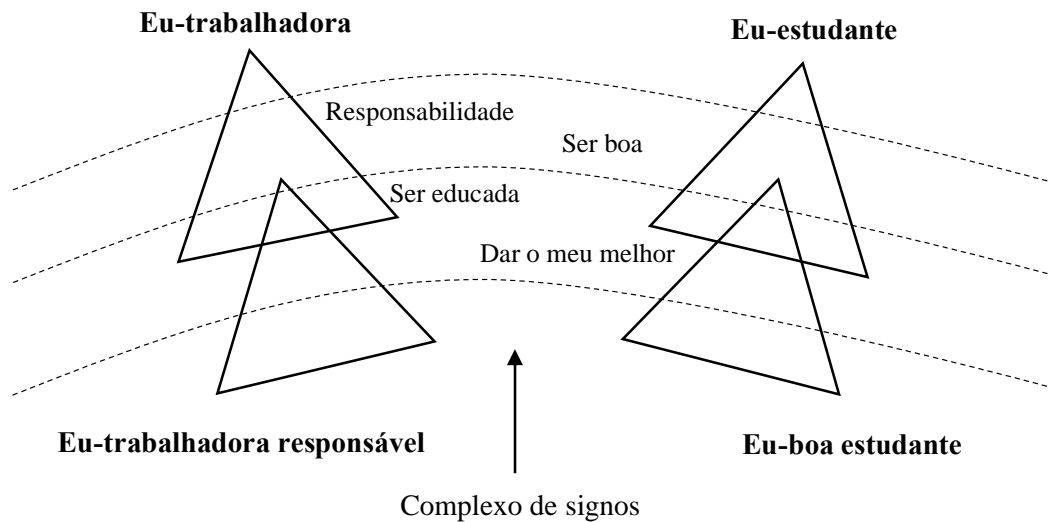 Eu-trabalhadora
Eu-estudante
Responsabilidade
Ser boa
Ser educada
Dar o meu melhor
Eu-trabalhadora responsável
Eu-boa estudante
Complexo de signos